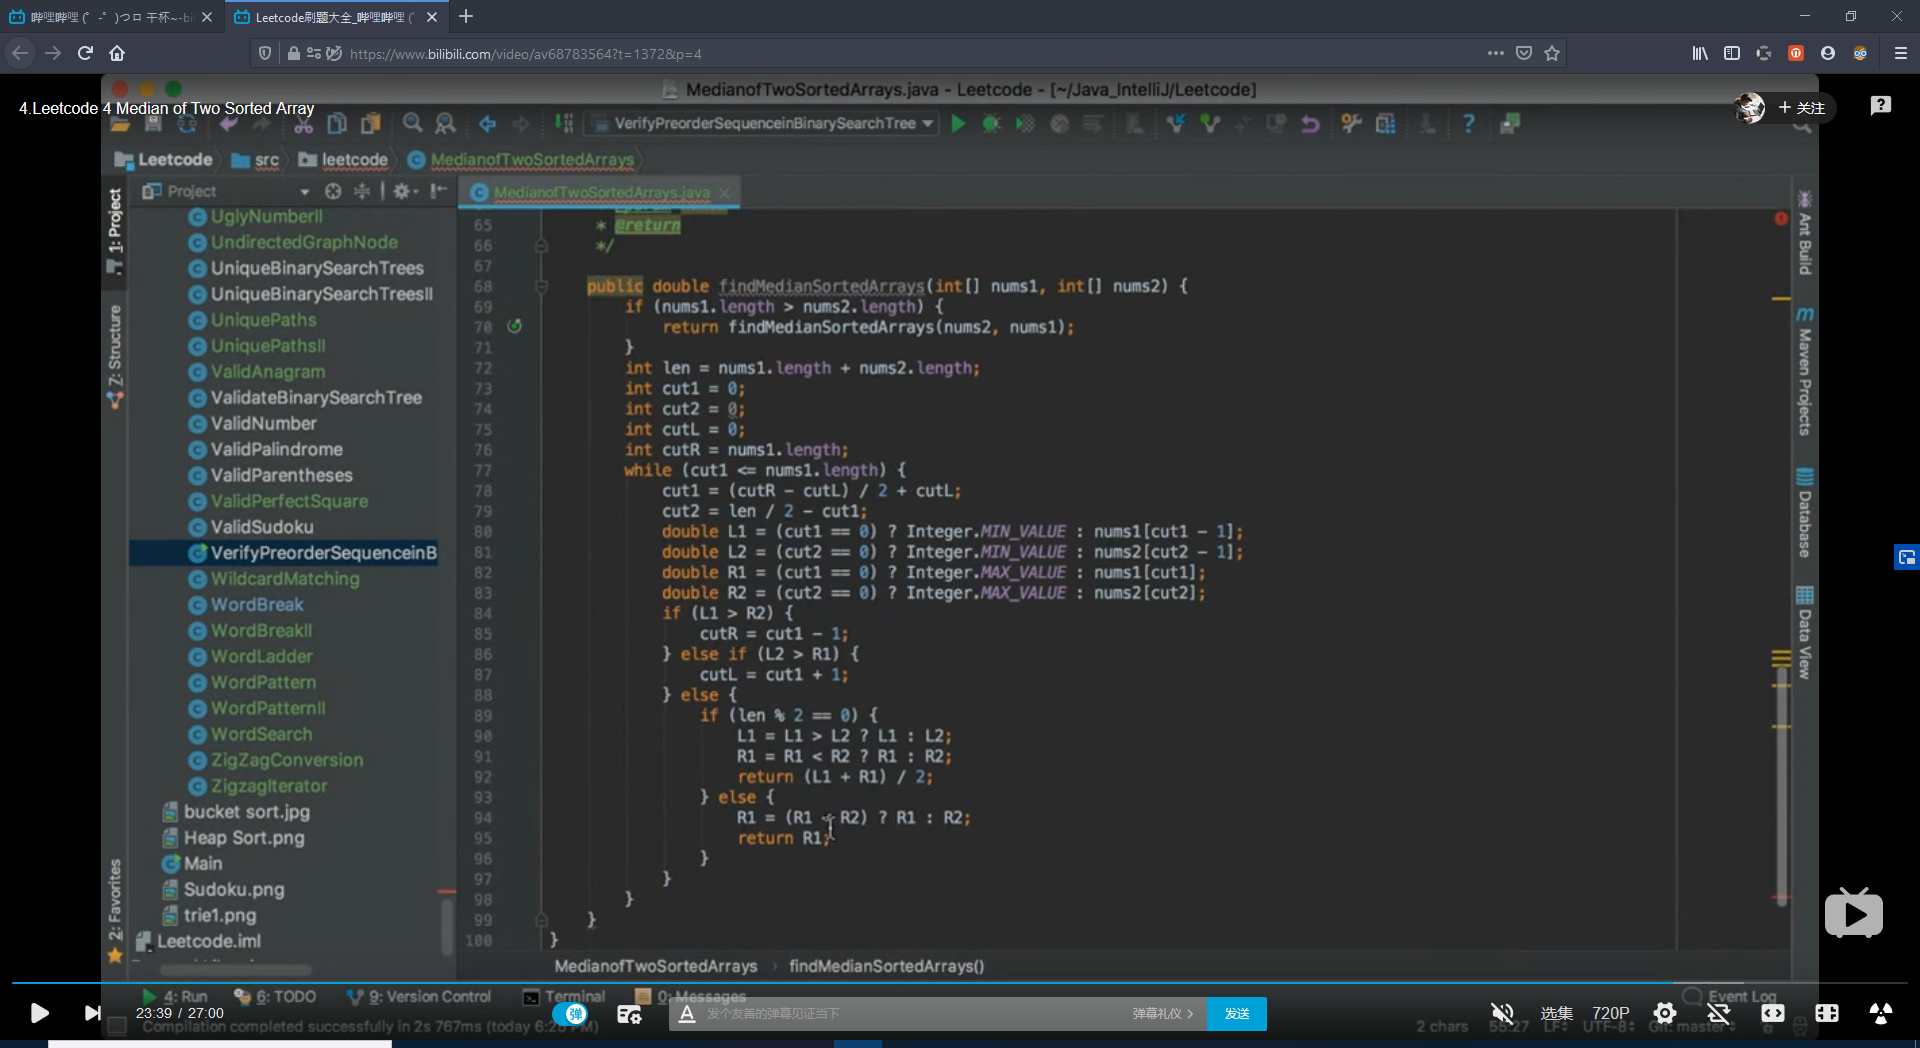 哔哩哔哩 (゜-゜)つロ 干杯~-bi
Leetcode刷题大全_哔哩哔哩 (゜
https://www.bilibili.com/video/av68783564?t=1372&p=4
MedianofTwoSortedArrays.java - Leetcode - [~/Java_IntelliJ/Leetcode]
4.Leetcode 4 Median of Two Sorted Array
+ 关注
VerifyPreorderSequenceinBinarySearchTree
Leetcode
src
leetcode
MedianofTwoSortedArrays
Project
MedianofTwoSortedArrays.java
1: Project
Z: Structure
2: Favorites
UglyNumberII
UndirectedGraphNode
UniqueBinarySearchTrees
UniqueBinarySearchTreesII
UniquePaths
UniquePathsII
ValidAnagram
ValidateBinarySearchTree
ValidNumber
ValidPalindrome
ValidParentheses
ValidPerfectSquare
ValidSudoku
VerifyPreorderSequenceinB
WildcardMatching
WordBreak
WordBreakII
WordLadder
WordPattern
WordPatternII
WordSearch
ZigZagConversion
ZigzagIterator
bucket sort.jpg
Heap Sort.png
Main
Sudoku.png
trie1.png
Leetcode.iml
65 * @return
66 */
67
68 public double findMedianSortedArrays(int[] nums1, int[] nums2) {
69 if (nums1.length > nums2.length) {
70 return findMedianSortedArrays(nums2, nums1);
71 }
72 int len = nums1.length + nums2.length;
73 int cut1 = 0;
74 int cut2 = 0;
75 int cutL = 0;
76 int cutR = nums1.length;
77 while (cut1 <= nums1.length) {
78 cut1 = (cutR - cutL) / 2 + cutL;
79 cut2 = len / 2 - cut1;
80 double L1 = (cut1 == 0) ? Integer.MIN_VALUE : nums1[cut1 - 1];
81 double L2 = (cut2 == 0) ? Integer.MIN_VALUE : nums2[cut2 - 1];
82 double R1 = (cut1 == 0) ? Integer.MAX_VALUE : nums1[cut1];
83 double R2 = (cut2 == 0) ? Integer.MAX_VALUE : nums2[cut2];
84 if (L1 > R2) {
85 cutR = cut1 - 1;
86 } else if (L2 > R1) {
87 cutL = cut1 + 1;
88 } else {
89 if (len % 2 == 0) {
90 L1 = L1 > L2 ? L1 : L2;
91 R1 = R1 < R2 ? R1 : R2;
92 return (L1 + R1) / 2;
93 } else {
94 R1 = (R1 < R2) ? R1 : R2;
95 return R1;
96 }
97 }
98 }
99 }
100 }
Ant Build
Maven Projects
Database
Data View
MedianofTwoSortedArrays
findMedianSortedArrays()
4: Run
6: TODO
9: Version Control
Terminal
0: Messages
Event Log
23:39 / 27:00
弹
发个友善的弹幕见证当下
弹幕礼仪 >
发送
选集
720P
Compilation completed successfully in 2s 767ms (today 6:2
2 chars
55:27
LF
UTF-8
Git: master